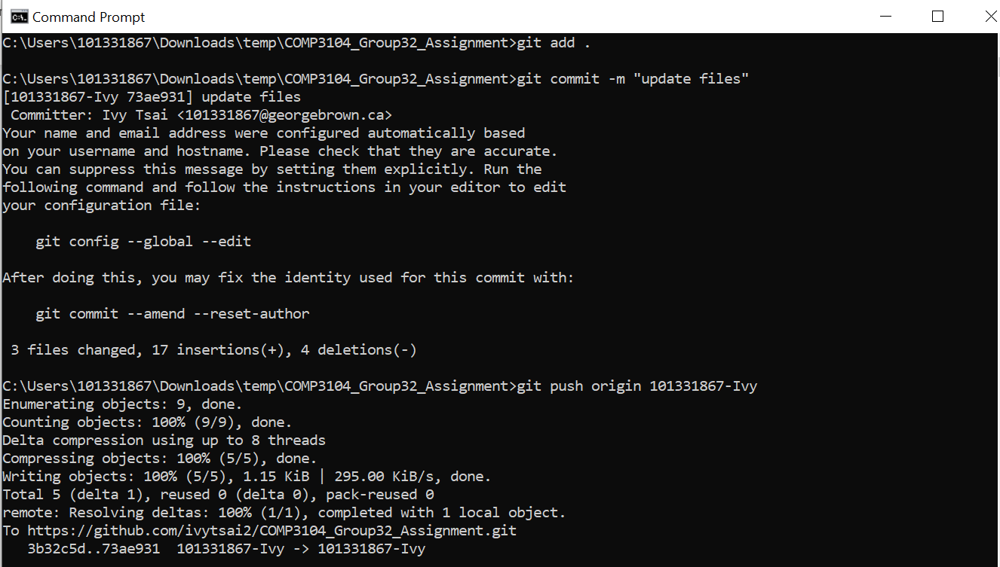 Command Prompt
C:\Users\101331867\Downloads\temp\COMP3104_Group32_Assignment>git add .
C:\Users\101331867\Downloads\temp\COMP3104_Group32_Assignment>git commit -m "update files"
[101331867-Ivy 73ae931] update files
 Committer: Ivy Tsai <101331867@georgebrown.ca>
Your name and email address were configured automatically based
on your username and hostname. Please check that they are accurate.
You can suppress this message by setting them explicitly. Run the
following command and follow the instructions in your editor to edit
your configuration file:
    git config --global --edit
After doing this, you may fix the identity used for this commit with:
    git commit --amend --reset-author
 3 files changed, 17 insertions(+), 4 deletions(-)
C:\Users\101331867\Downloads\temp\COMP3104_Group32_Assignment>git push origin 101331867-Ivy
Enumerating objects: 9, done.
Counting objects: 100% (9/9), done.
Delta compression using up to 8 threads
Compressing objects: 100% (5/5), done.
Writing objects: 100% (5/5), 1.15 KiB | 295.00 KiB/s, done.
Total 5 (delta 1), reused 0 (delta 0), pack-reused 0
remote: Resolving deltas: 100% (1/1), completed with 1 local object.
To https://github.com/ivytsai2/COMP3104_Group32_Assignment.git
   3b32c5d..73ae931  101331867-Ivy -> 101331867-Ivy